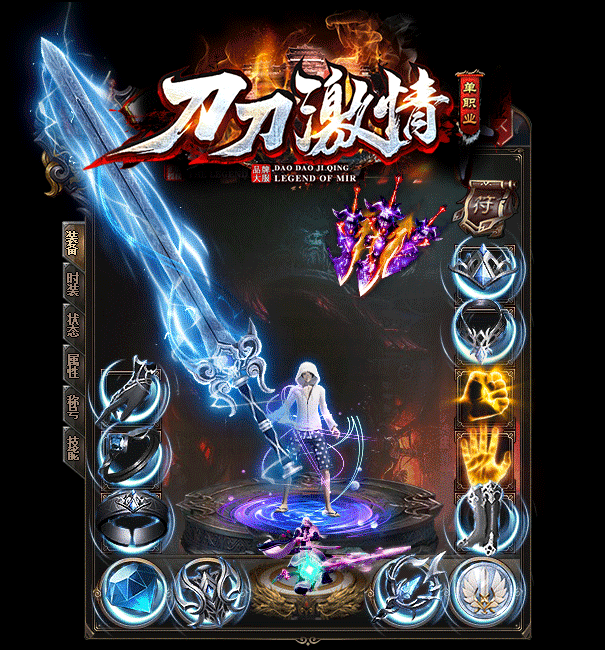 刀刀激情
单职业
品牌
大服
DAO DAO JI QING
LEGEND OF MIR
符
装备
时装
状态
属性
称号
技能